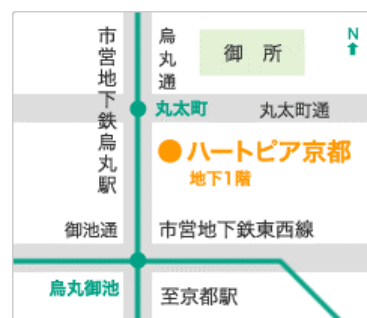 市営地下鉄烏丸駅
烏丸通
御所
N
丸太町
丸太町通
ハートピア京都
地下1階
御池通
市営地下鉄東西線
烏丸御池
至京都駅